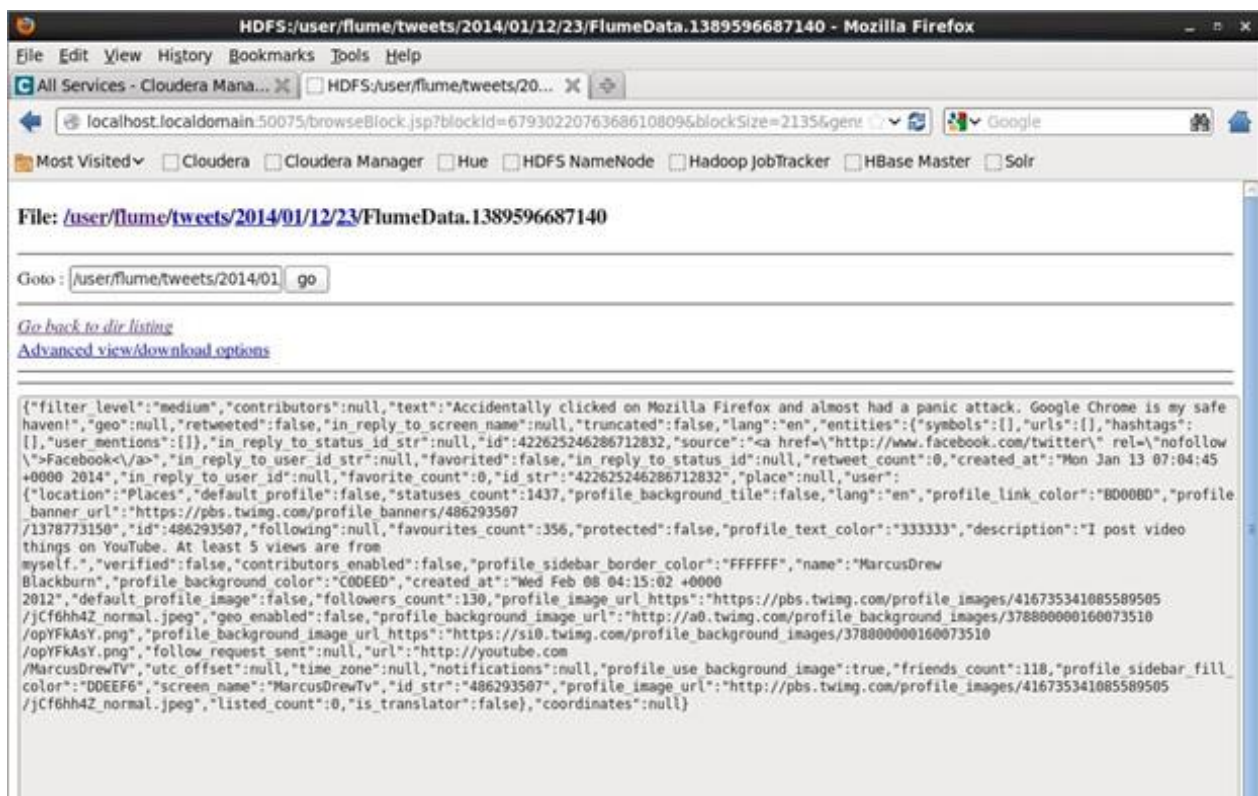 HDFS:/user/flume/tweets/2014/01/12/23/FlumeData.1389596687140 - Mozilla Firefox
File Edit View History Bookmarks Tools Help
All Services - Cloudera Mana... HDFS:/user/flume/tweets/20...
localhost.localdomain:50075/browseBlock.jsp?blockId=6793022076368610809&blockSize=2135&gens Google
Most Visited Cloudera Cloudera Manager Hue HDFS NameNode Hadoop JobTracker HBase Master Solr
File: /user/flume/tweets/2014/01/12/23/FlumeData.1389596687140
Goto : /user/flume/tweets/2014/01 go
Go back to dir listing
Advanced view/download options
{"filter_level":"medium","contributors":null,"text":"Accidentally clicked on Mozilla Firefox and almost had a panic attack. Google Chrome is my safe
haven!","geo":null,"retweeted":false,"in_reply_to_screen_name":null,"truncated":false,"lang":"en","entities":{"symbols":[],"urls":[],"hashtags":
[],"user_mentions":[]},"in_reply_to_status_id_str":null,"id":422625246286712832,"source":"<a href=\"http://www.facebook.com/twitter\" rel=\"nofollow
\">Facebook<\/a>","in_reply_to_user_id_str":null,"favorited":false,"in_reply_to_status_id":null,"retweet_count":0,"created_at":"Mon Jan 13 07:04:45
+0000 2014","in_reply_to_user_id":null,"favorite_count":0,"id_str":"422625246286712832","place":null,"user":
{"location":"Places","default_profile":false,"statuses_count":1437,"profile_background_tile":false,"lang":"en","profile_link_color":"BD00BD","profile
_banner_url":"https://pbs.twimg.com/profile_banners/486293507
/1378773150","id":486293507,"following":null,"favourites_count":356,"protected":false,"profile_text_color":"333333","description":"I post video
things on YouTube. At least 5 views are from
myself.","verified":false,"contributors_enabled":false,"profile_sidebar_border_color":"FFFFFF","name":"MarcusDrew
Blackburn","profile_background_color":"C0DEED","created_at":"Wed Feb 08 04:15:02 +0000
2012","default_profile_image":false,"followers_count":130,"profile_image_url_https":"https://pbs.twimg.com/profile_images/416735341085589505
/jCf6hh4Z_normal.jpeg","geo_enabled":false,"profile_background_image_url":"http://a0.twimg.com/profile_background_images/378800000160073510
/opYFkAsY.png","profile_background_image_url_https":"https://si0.twimg.com/profile_background_images/378800000160073510
/opYFkAsY.png","follow_request_sent":null,"url":"http://youtube.com
/MarcusDrewTV","utc_offset":null,"time_zone":null,"notifications":null,"profile_use_background_image":true,"friends_count":118,"profile_sidebar_fill_
color":"DDEEF6","screen_name":"MarcusDrewTv","id_str":"486293507","profile_image_url":"http://pbs.twimg.com/profile_images/416735341085589505
/jCf6hh4Z_normal.jpeg","listed_count":0,"is_translator":false},"coordinates":null}